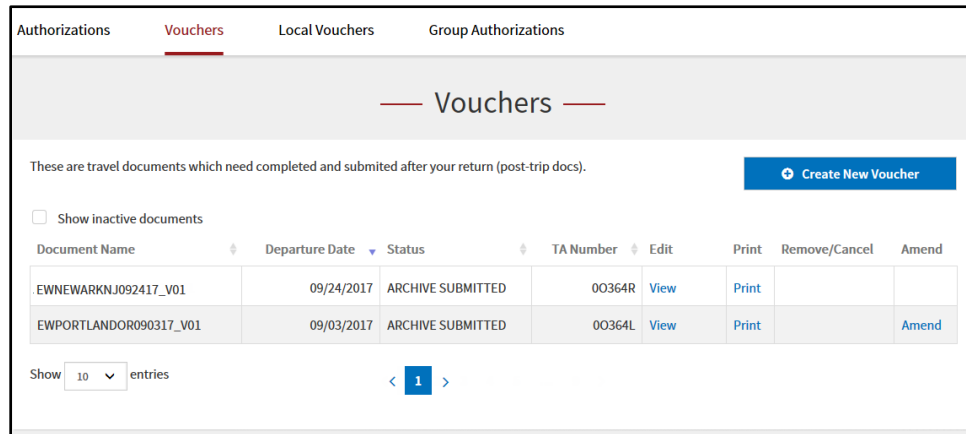 Authorizations Vouchers Local Vouchers Group Authorizations
Vouchers
These are travel documents which need completed and submited after your return (post-trip docs).
Create New Voucher
Show inactive documents
Document Name Departure Date Status TA Number Edit Print Remove/Cancel Amend
EWNEWARKNJ092417_V01 09/24/2017 ARCHIVE SUBMITTED 00364R View Print
EWPORTLANDOR090317_V01 09/03/2017 ARCHIVE SUBMITTED 00364L View Print Amend
Show 10 entries < 1 >